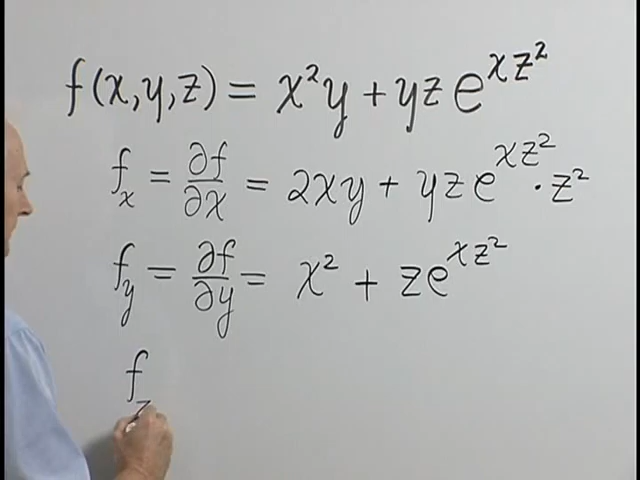 f(x,y,z) = x²y + yze^{xz²}
f_x = ∂f/∂x = 2xy + yze^{xz²} · z²
f_y = ∂f/∂y = x² + ze^{xz²}
f_z